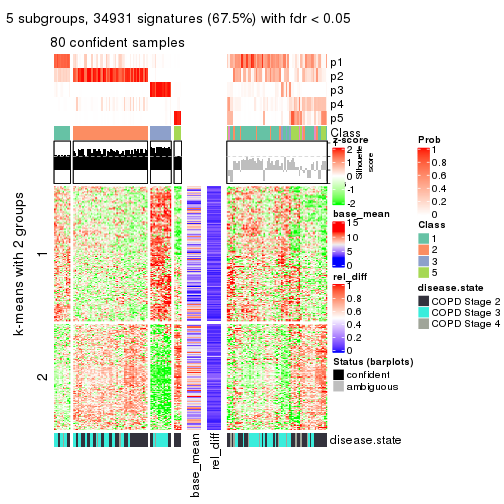 5 subgroups, 34931 signatures (67.5%) with fdr < 0.05
80 confident samples
p1
p2
p3
p4
p5
Class
z-score
2
1
0
-1
-2
Silhouette
score
base_mean
15
10
5
0
rel_diff
1
0.8
0.6
0.4
0.2
0
Status (barplots)
confident
ambiguous
Prob
1
0.8
0.6
0.4
0.2
0
Class
1
2
3
5
disease.state
COPD Stage 2
COPD Stage 3
COPD Stage 4
k-means with 2 groups
1
2
disease.state
base_mean
rel_diff